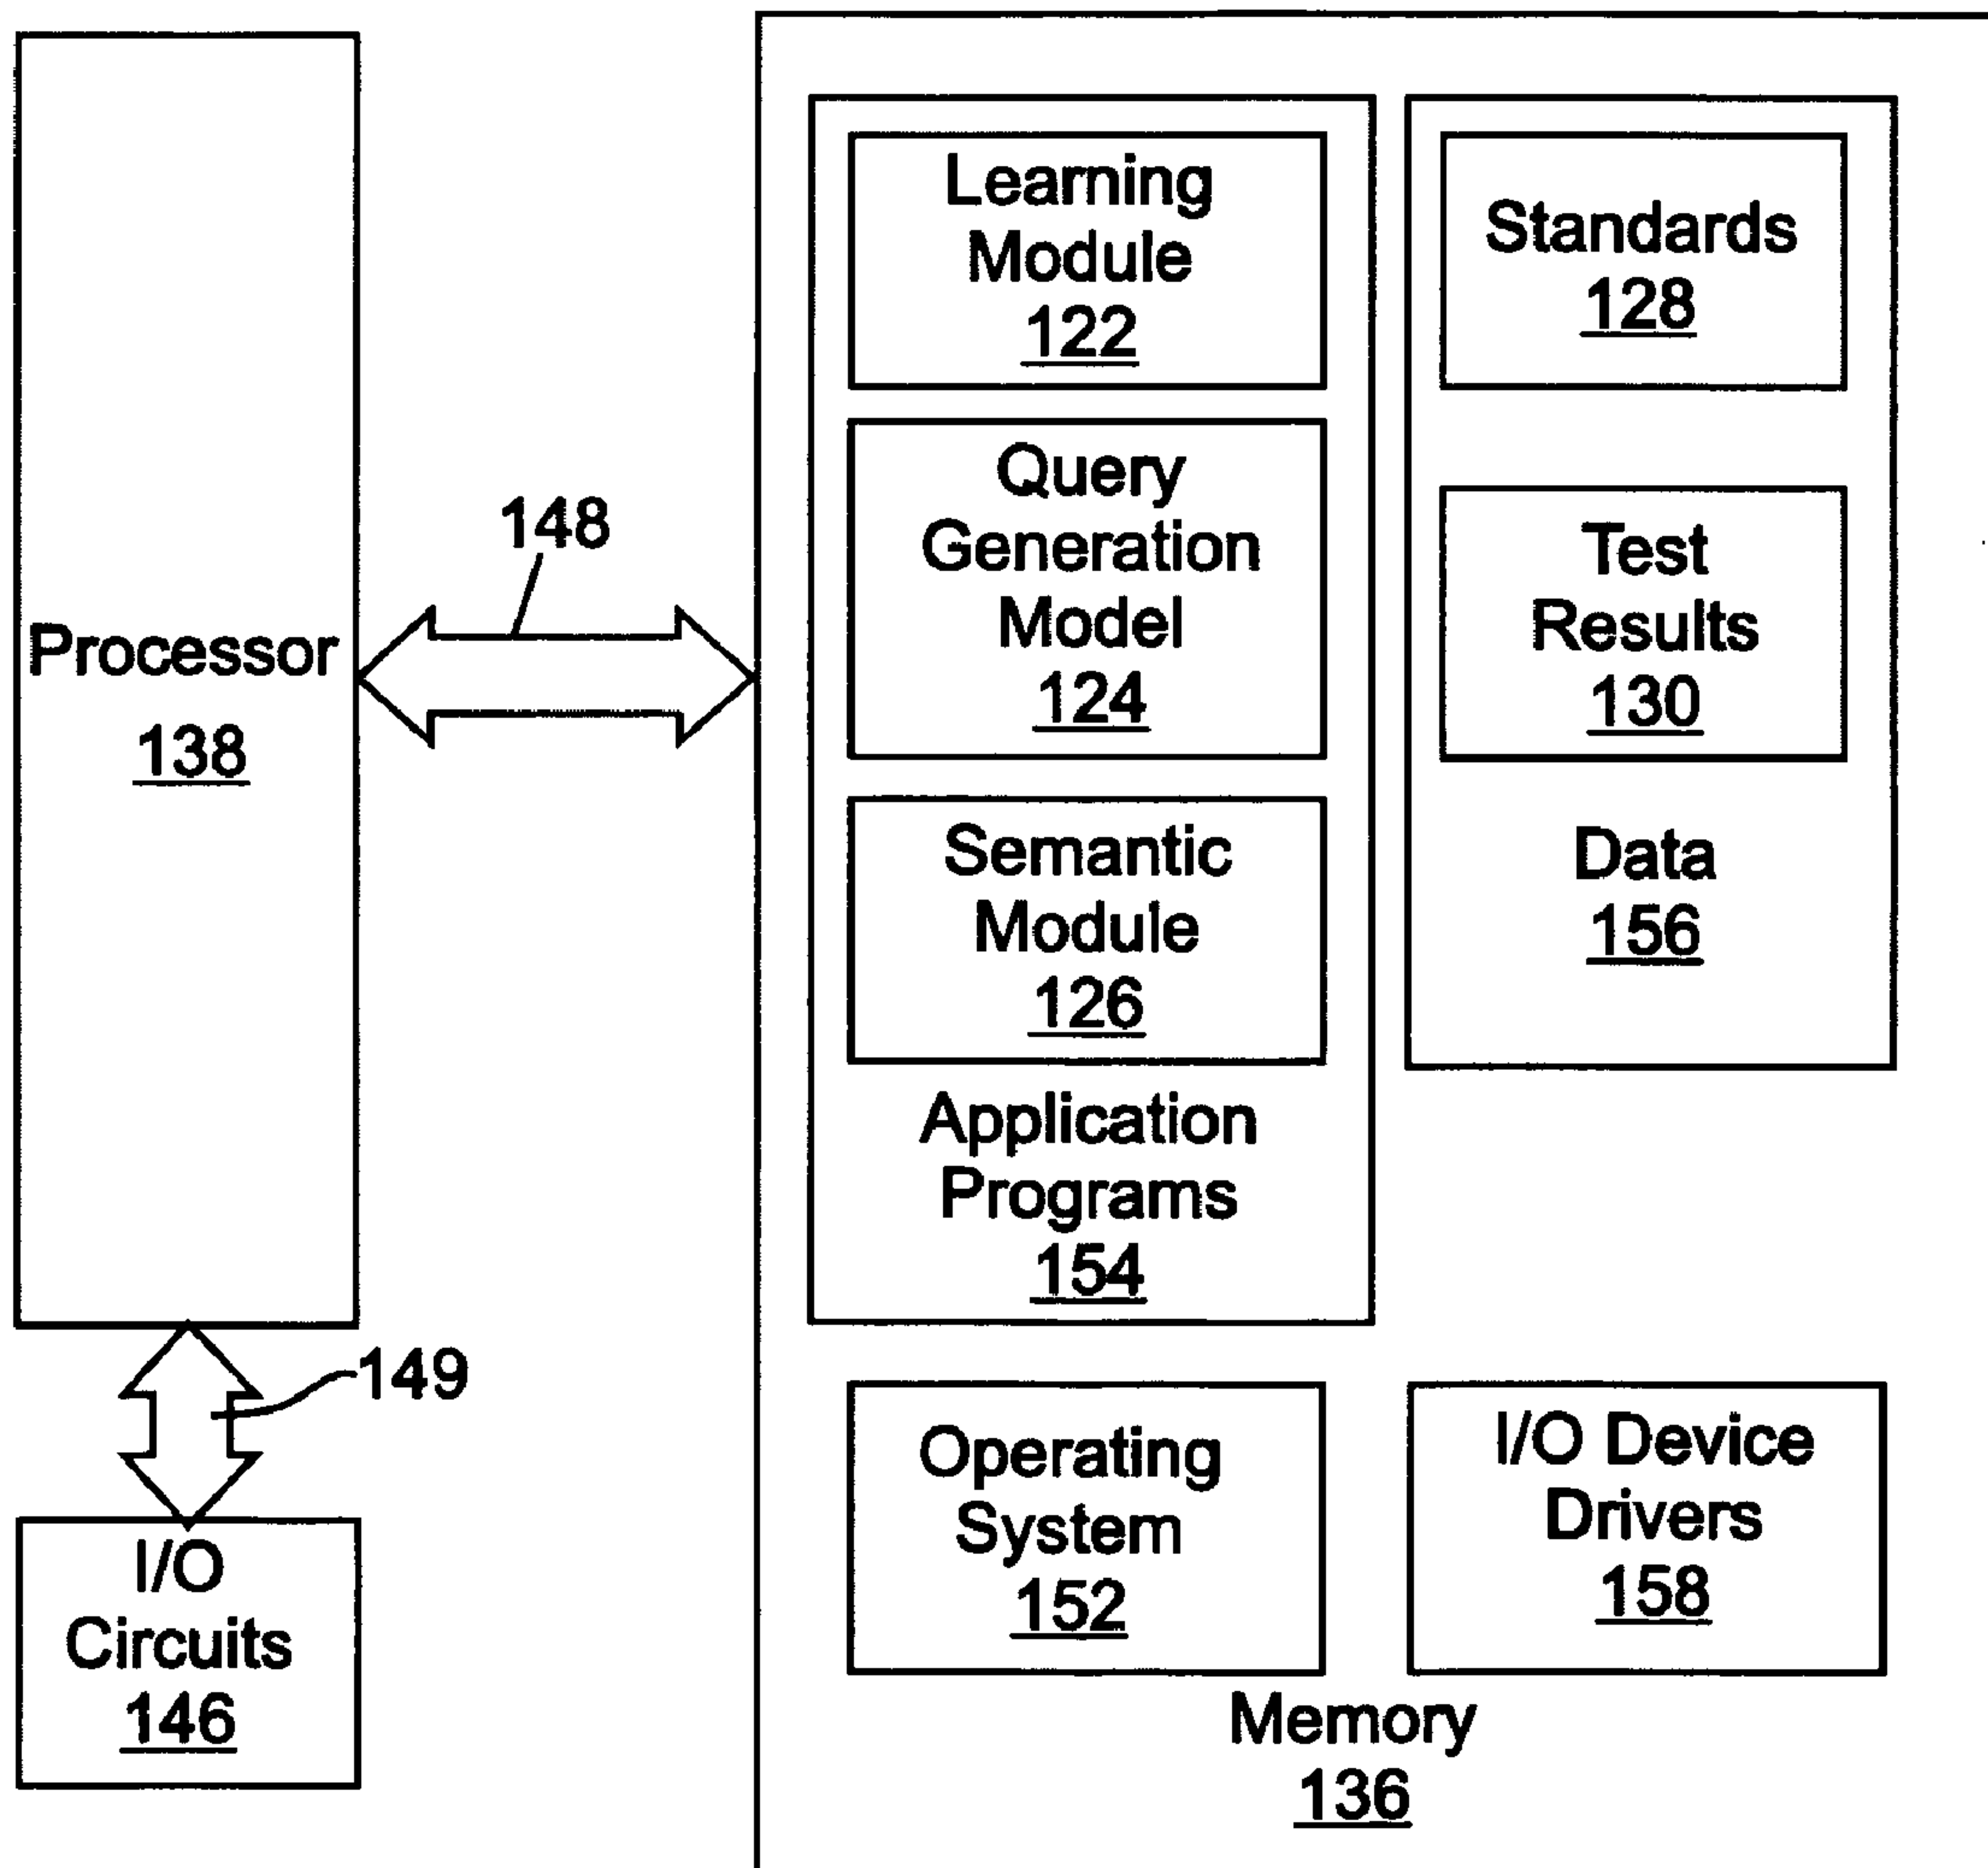 Processor
138
148
149
I/O
Circuits
146
Learning
Module
122
Query
Generation
Model
124
Semantic
Module
126
Application
Programs
154
Standards
128
Test
Results
130
Data
156
Operating
System
152
I/O Device
Drivers
158
Memory
136